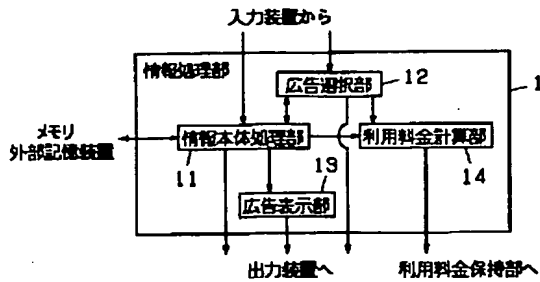 入力装置から
情報処理部
1
広告選択部
12
メモリ
外部記憶装置
情報本体処理部
利用料金計算部
11
13
14
広告表示部
出力装置へ
利用料金保持部へ